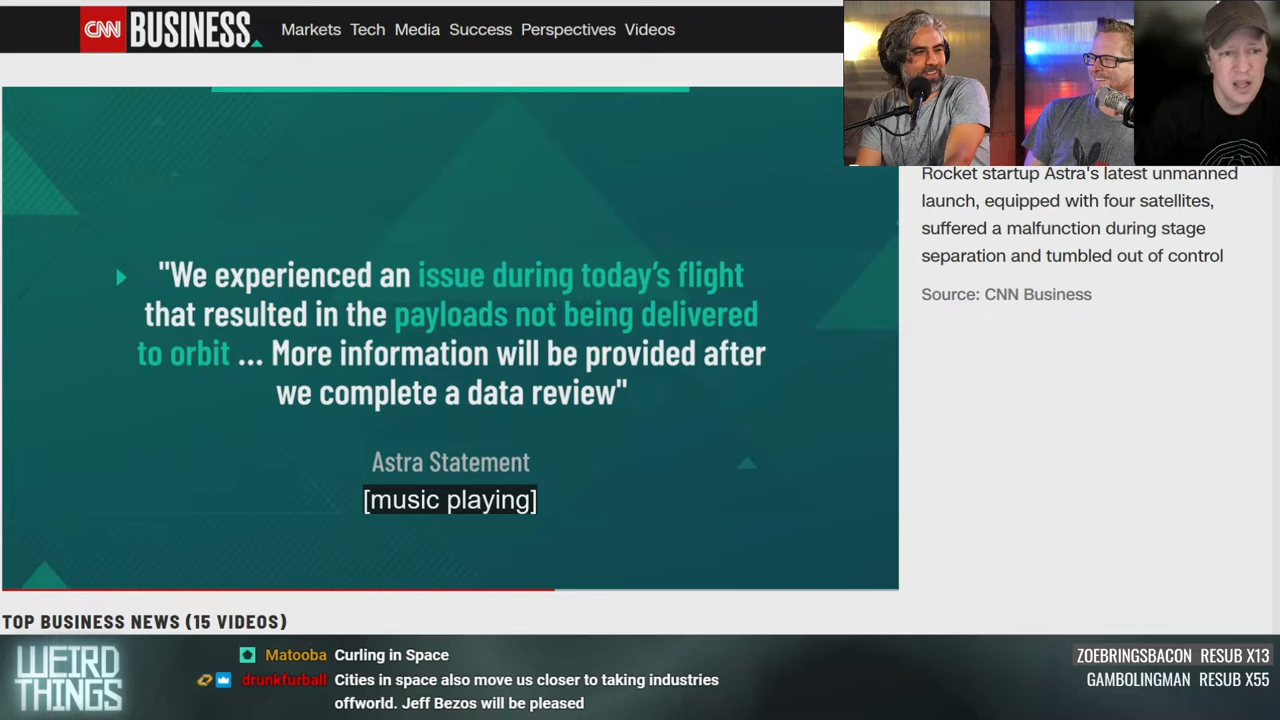 CNN BUSINESS Markets Tech Media Success Perspectives Videos
"We experienced an issue during today's flight
that resulted in the payloads not being delivered
to orbit ... More information will be provided after
we complete a data review"
Astra Statement
[music playing]
Rocket startup Astra's latest unmanned
launch, equipped with four satellites,
suffered a malfunction during stage
separation and tumbled out of control
Source: CNN Business
TOP BUSINESS NEWS (15 VIDEOS)
WEIRD
THINGS
Matooba Curling in Space
drunkfurball Cities in space also move us closer to taking industries
offworld. Jeff Bezos will be pleased
ZOEBRINGSBACON RESUB X13
GAMBOLINGMAN RESUB X55